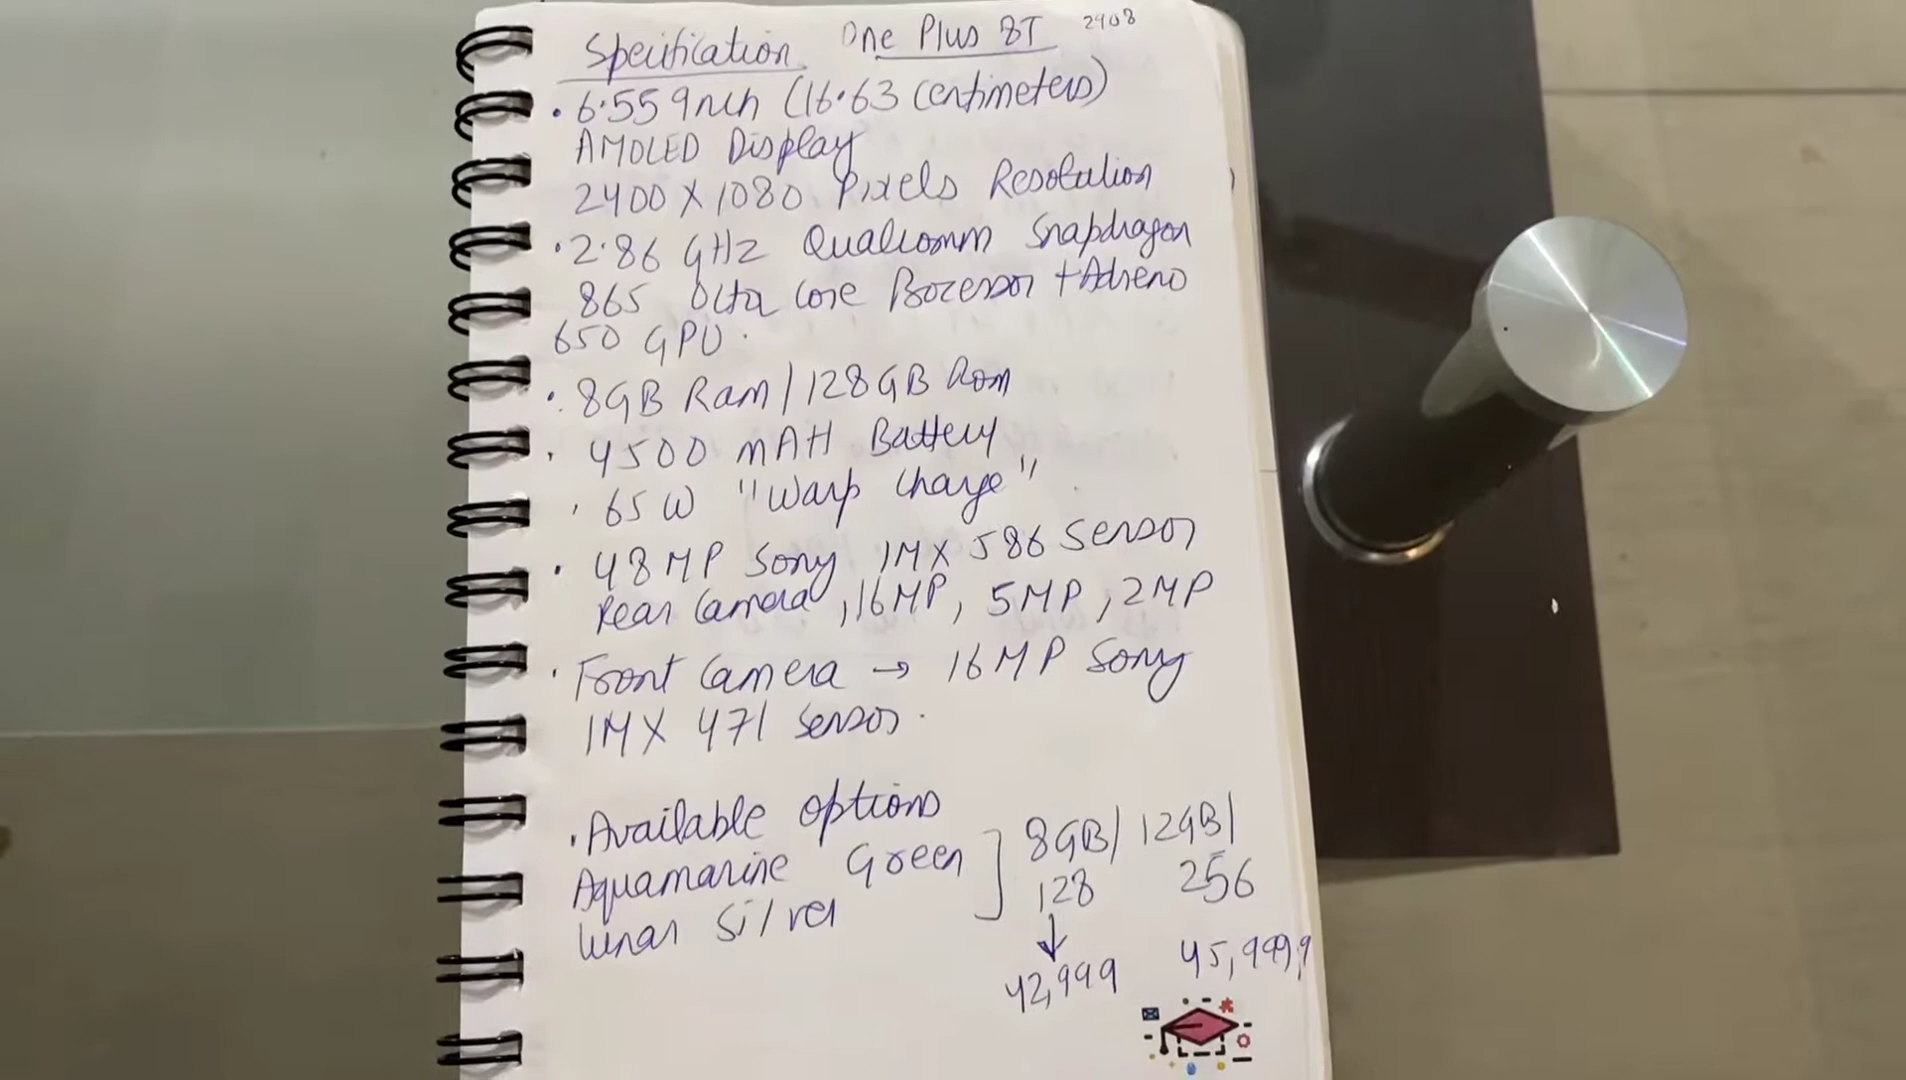 Specification One Plus 8T 2408
• 6.55 Inch (16.63 Centimeters)
AMOLED Display
2400 X 1080 Pixels Resolution
• 2.86 GHz Qualcomm Snapdragon
865 Octa Core Processor + Adreno
650 GPU.
• 8GB Ram / 128GB Rom
• 4500 mAH Battery
• 65W "Warp Charge"
• 48MP Sony IMX 586 Sensor
Rear Camera, 16MP, 5MP, 2MP
• Front Camera → 16MP Sony
IMX 471 Sensor.
• Available options
Aquamarine Green ] 8GB/ 12GB/
Lunar Silver 128 256
↓
42,999 45,999,9